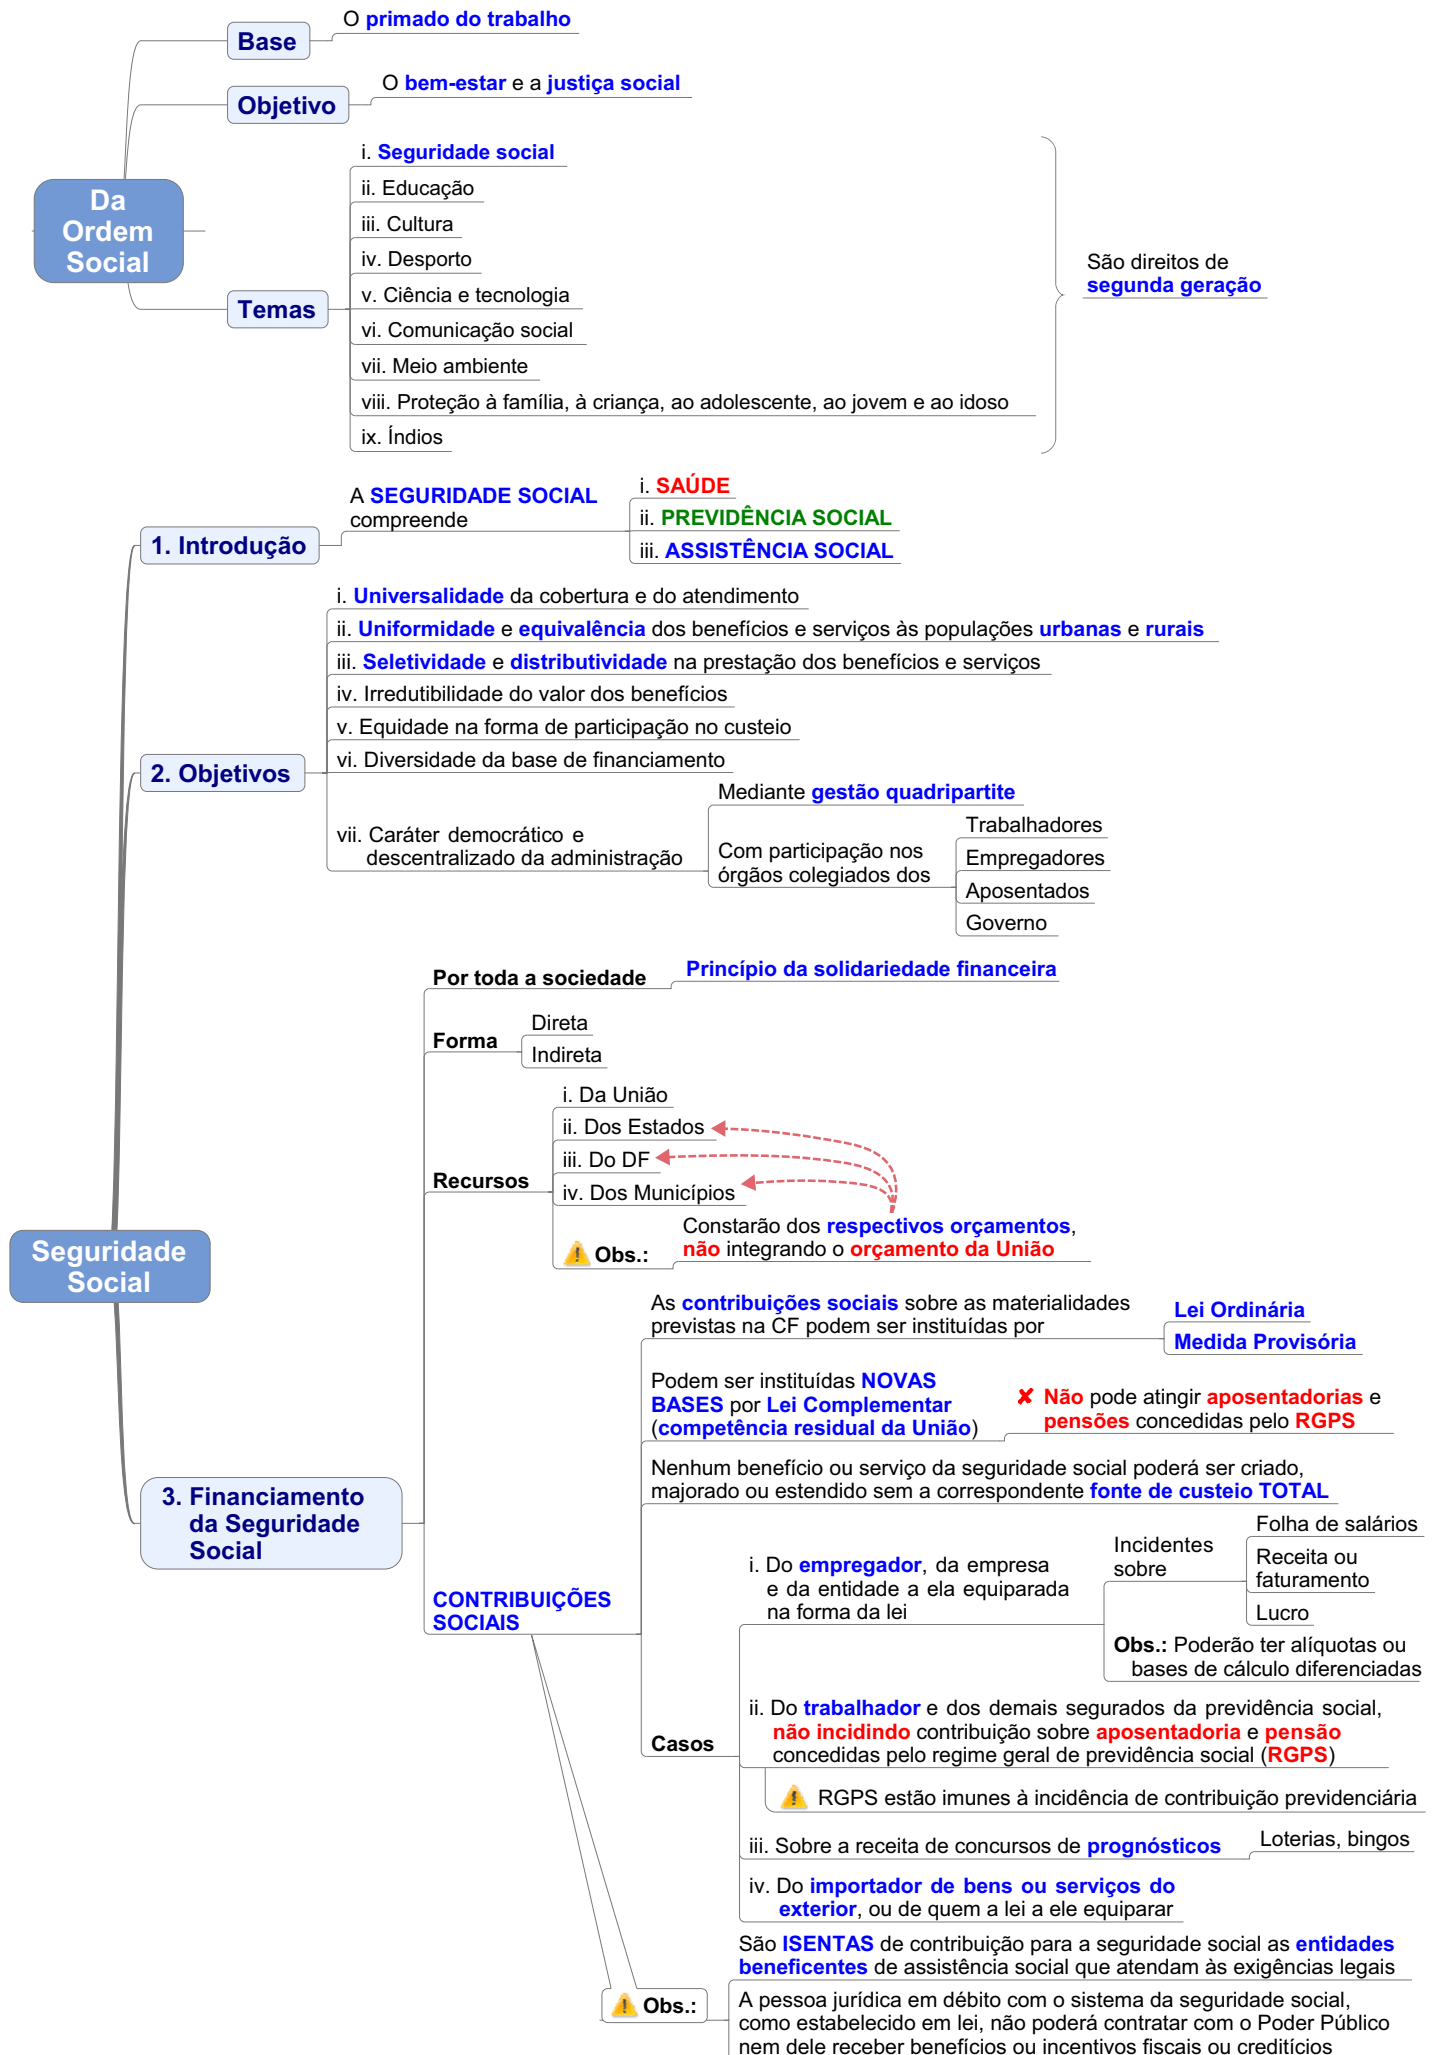 Da
Ordem
Social
Base
O primado do trabalho
Objetivo
O bem-estar e a justiça social
Temas
i. Seguridade social
ii. Educação
iii. Cultura
iv. Desporto
v. Ciência e tecnologia
vi. Comunicação social
vii. Meio ambiente
viii. Proteção à família, à criança, ao adolescente, ao jovem e ao idoso
ix. Índios
São direitos de
segunda geração
Seguridade
Social
1. Introdução
A SEGURIDADE SOCIAL
compreende
i. SAÚDE
ii. PREVIDÊNCIA SOCIAL
iii. ASSISTÊNCIA SOCIAL
2. Objetivos
i. Universalidade da cobertura e do atendimento
ii. Uniformidade e equivalência dos benefícios e serviços às populações urbanas e rurais
iii. Seletividade e distributividade na prestação dos benefícios e serviços
iv. Irredutibilidade do valor dos benefícios
v. Equidade na forma de participação no custeio
vi. Diversidade da base de financiamento
vii. Caráter democrático e
descentralizado da administração
Mediante gestão quadripartite
Com participação nos
órgãos colegiados dos
Trabalhadores
Empregadores
Aposentados
Governo
3. Financiamento
da Seguridade
Social
Por toda a sociedade
Princípio da solidariedade financeira
Forma
Direta
Indireta
Recursos
i. Da União
ii. Dos Estados
iii. Do DF
iv. Dos Municípios
Obs.:
Constarão dos respectivos orçamentos,
não integrando o orçamento da União
CONTRIBUIÇÕES
SOCIAIS
As contribuições sociais sobre as materialidades
previstas na CF podem ser instituídas por
Lei Ordinária
Medida Provisória
Podem ser instituídas NOVAS
BASES por Lei Complementar
(competência residual da União)
✘ Não pode atingir aposentadorias e
pensões concedidas pelo RGPS
Nenhum benefício ou serviço da seguridade social poderá ser criado,
majorado ou estendido sem a correspondente fonte de custeio TOTAL
Casos
i. Do empregador, da empresa
e da entidade a ela equiparada
na forma da lei
Incidentes
sobre
Folha de salários
Receita ou
faturamento
Lucro
Obs.: Poderão ter alíquotas ou
bases de cálculo diferenciadas
ii. Do trabalhador e dos demais segurados da previdência social,
não incidindo contribuição sobre aposentadoria e pensão
concedidas pelo regime geral de previdência social (RGPS)
RGPS estão imunes à incidência de contribuição previdenciária
iii. Sobre a receita de concursos de prognósticos
Loterias, bingos
iv. Do importador de bens ou serviços do
exterior, ou de quem a lei a ele equiparar
Obs.:
São ISENTAS de contribuição para a seguridade social as entidades
beneficentes de assistência social que atendam às exigências legais
A pessoa jurídica em débito com o sistema da seguridade social,
como estabelecido em lei, não poderá contratar com o Poder Público
nem dele receber benefícios ou incentivos fiscais ou creditícios